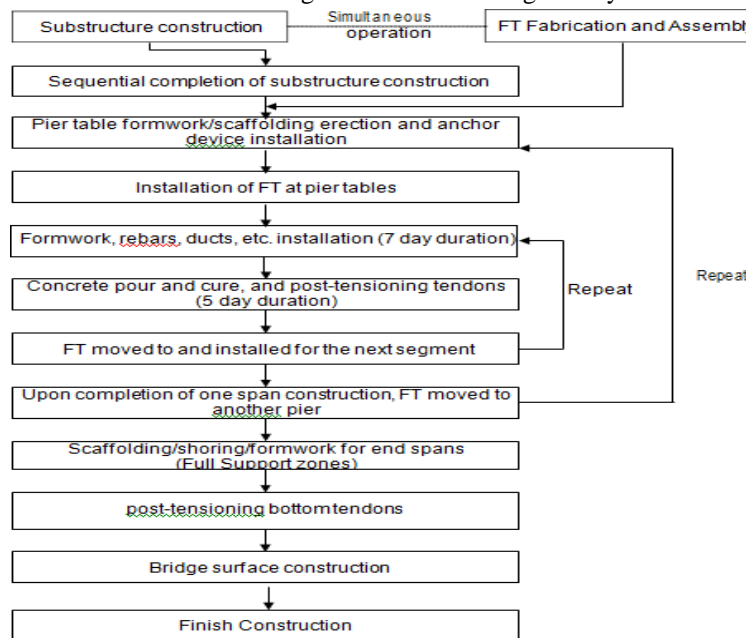 Substructure construction
Simultaneous
operation
FT Fabrication and Assembly
Sequential completion of substructure construction
Pier table formwork/scaffolding erection and anchor
device installation
Installation of FT at pier tables
Formwork, rebars, ducts, etc. installation (7 day duration)
Concrete pour and cure, and post-tensioning tendons
(5 day duration)
Repeat
Repeat
FT moved to and installed for the next segment
Upon completion of one span construction, FT moved to
another pier
Scaffolding/shoring/formwork for end spans
(Full Support zones)
post-tensioning bottom tendons
Bridge surface construction
Finish Construction